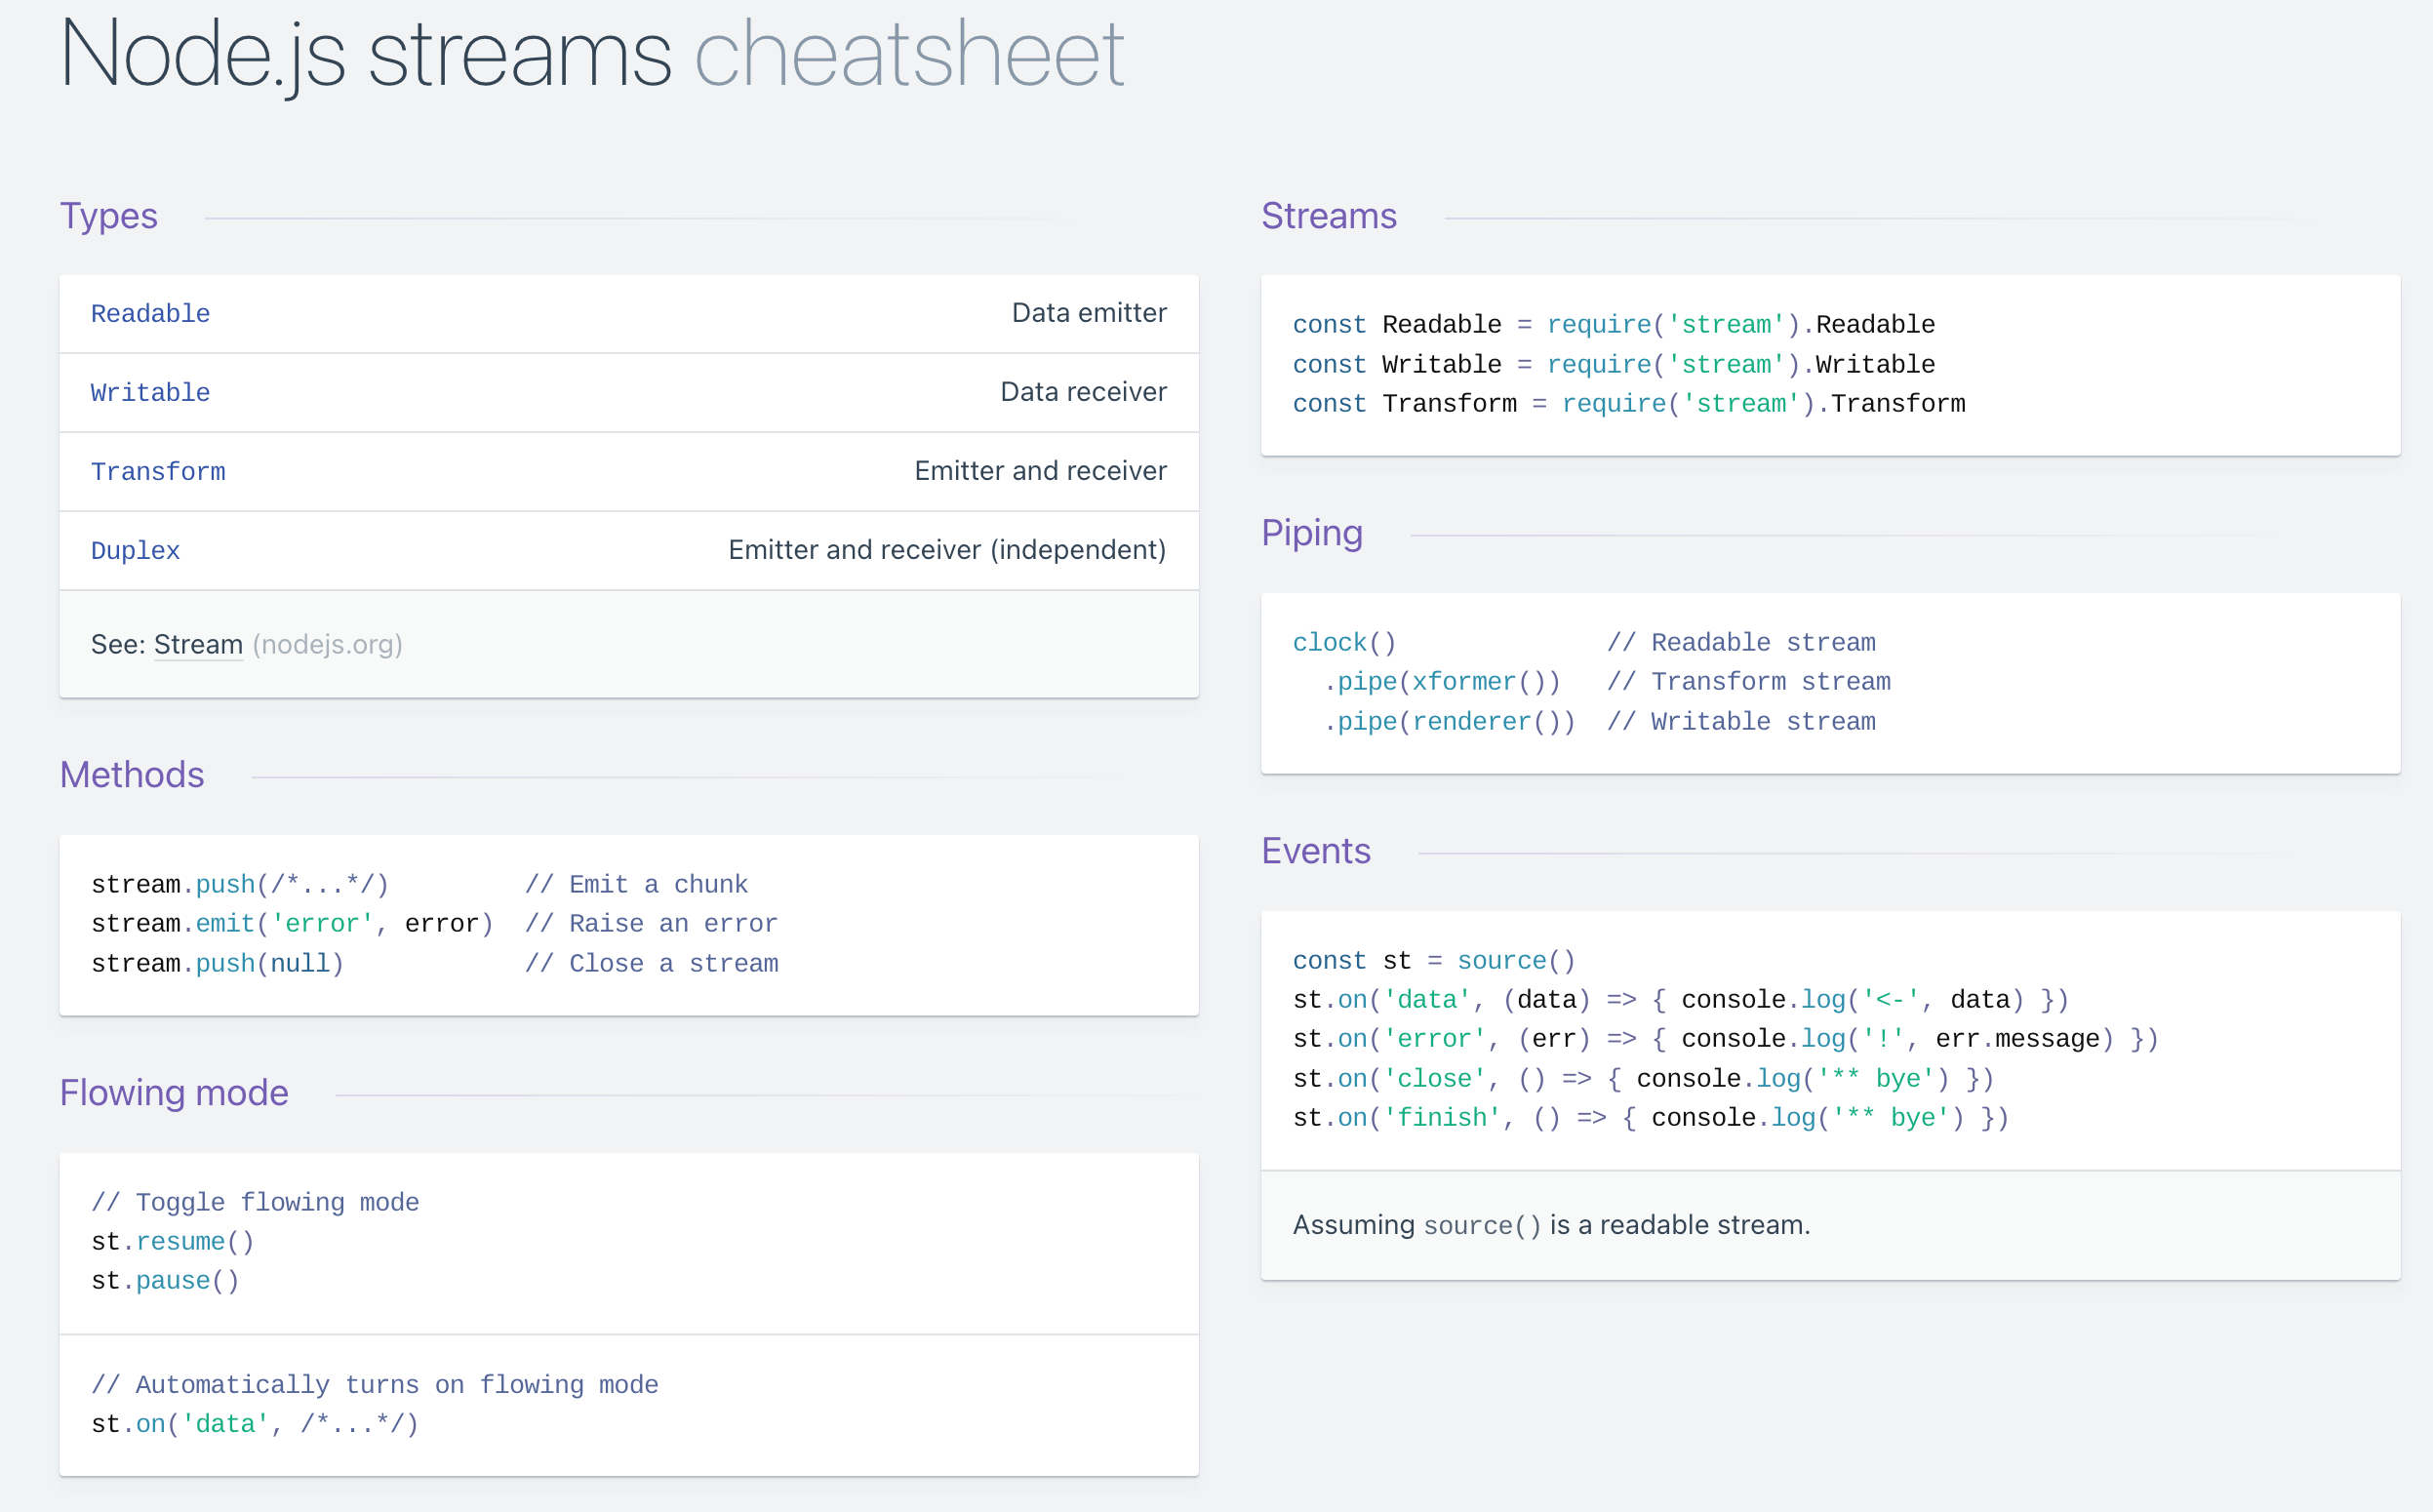 Node.js streams cheatsheet
Types
Readable Data emitter
Writable Data receiver
Transform Emitter and receiver
Duplex Emitter and receiver (independent)
See: Stream (nodejs.org)
Methods
stream.push(/*...*/)         // Emit a chunk
stream.emit('error', error)  // Raise an error
stream.push(null)            // Close a stream
Flowing mode
// Toggle flowing mode
st.resume()
st.pause()
// Automatically turns on flowing mode
st.on('data', /*...*/)
Streams
const Readable = require('stream').Readable
const Writable = require('stream').Writable
const Transform = require('stream').Transform
Piping
clock()              // Readable stream
  .pipe(xformer())   // Transform stream
  .pipe(renderer())  // Writable stream
Events
const st = source()
st.on('data', (data) => { console.log('<-', data) })
st.on('error', (err) => { console.log('!', err.message) })
st.on('close', () => { console.log('** bye') })
st.on('finish', () => { console.log('** bye') })
Assuming source() is a readable stream.